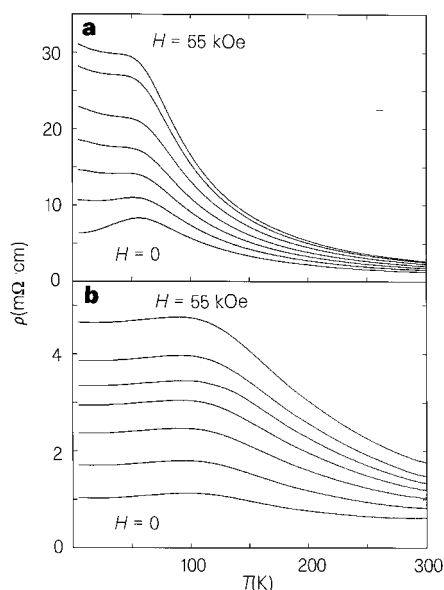 a
H = 55 kOe
30
20
10
H = 0
0
ρ(mΩ cm)
b
H = 55 kOe
4
2
H = 0
0
100
200
300
T(K)